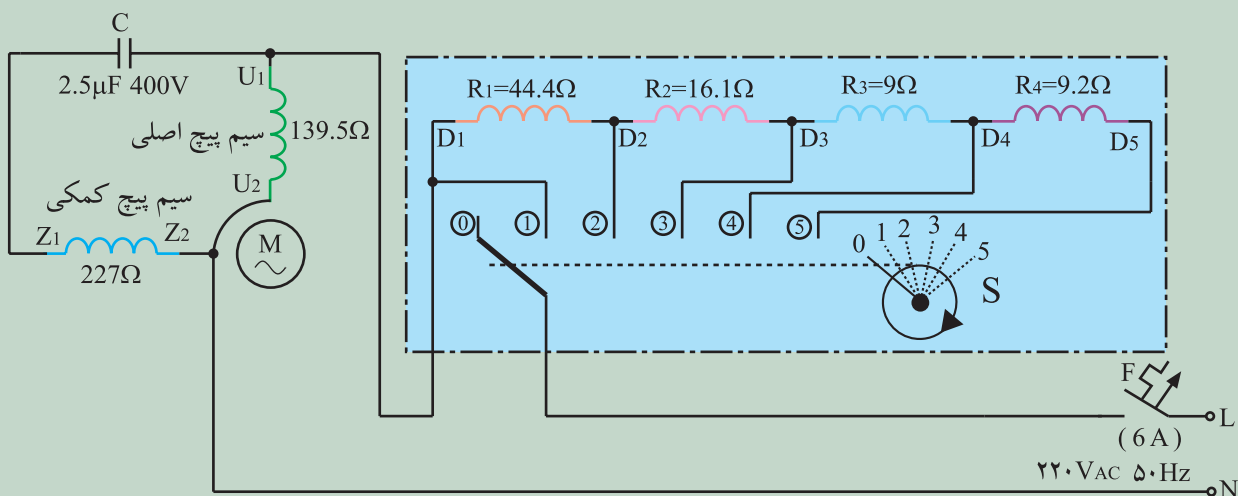 C
2.5µF 400V
U1
سیم پیچ اصلی
139.5Ω
U2
سیم پیچ کمکی
Z1
Z2
227Ω
M
R1=44.4Ω
R2=16.1Ω
R3=9Ω
R4=9.2Ω
D1
D2
D3
D4
D5
0
1
2
3
4
5
0
1
2
3
4
5
S
F
L
(6A)
۲۲۰VAC ۵۰Hz
N